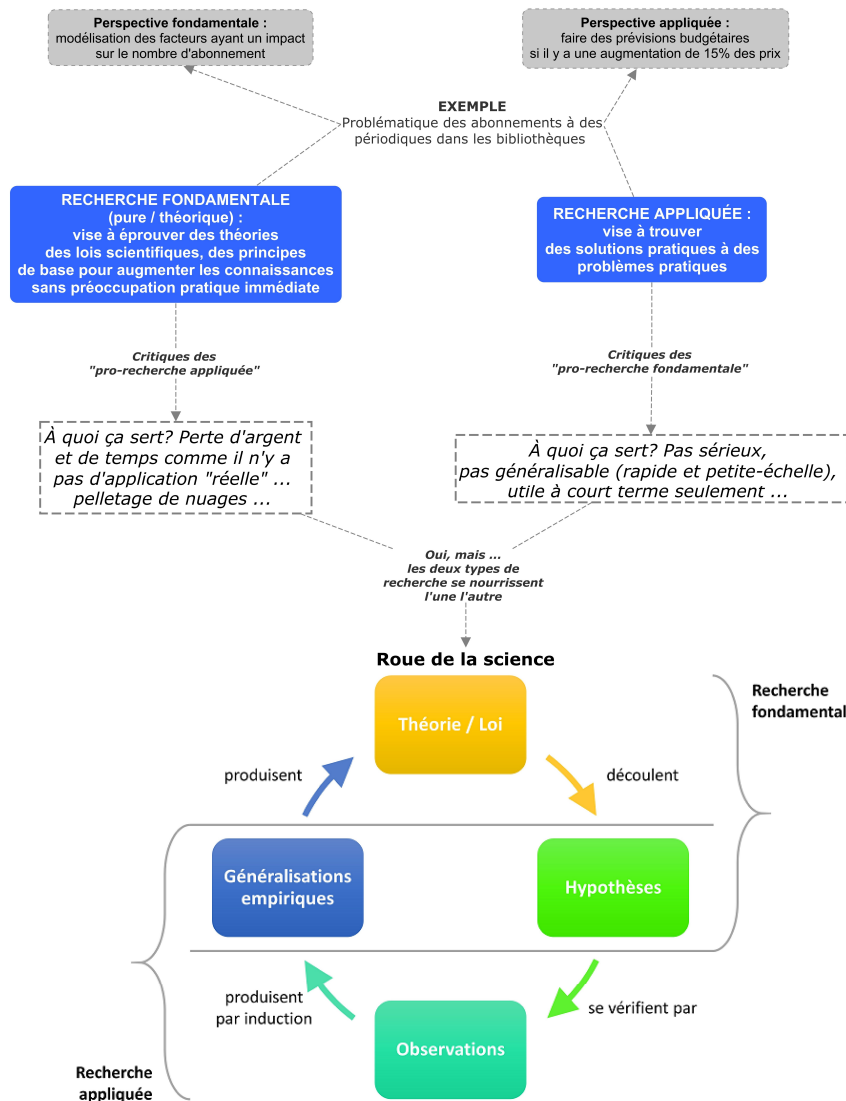 Perspective fondamentale :
modélisation des facteurs ayant un impact
sur le nombre d'abonnement
Perspective appliquée :
faire des prévisions budgétaires
si il y a une augmentation de 15% des prix
EXEMPLE
Problématique des abonnements à des
périodiques dans les bibliothèques
RECHERCHE FONDAMENTALE
(pure / théorique) :
vise à éprouver des théories
des lois scientifiques, des principes
de base pour augmenter les connaissances
sans préoccupation pratique immédiate
RECHERCHE APPLIQUÉE :
vise à trouver
des solutions pratiques à des
problèmes pratiques
Critiques des
"pro-recherche appliquée"
Critiques des
"pro-recherche fondamentale"
À quoi ça sert? Perte d'argent
et de temps comme il n'y a
pas d'application "réelle" ...
pelletage de nuages ...
À quoi ça sert? Pas sérieux,
pas généralisable (rapide et petite-échelle),
utile à court terme seulement ...
Oui, mais ...
les deux types de
recherche se nourrissent
l'une l'autre
Roue de la science
Recherche
fondamental
Théorie / Loi
produisent
découlent
Généralisations
empiriques
Hypothèses
produisent
par induction
se vérifient par
Observations
Recherche
appliquée